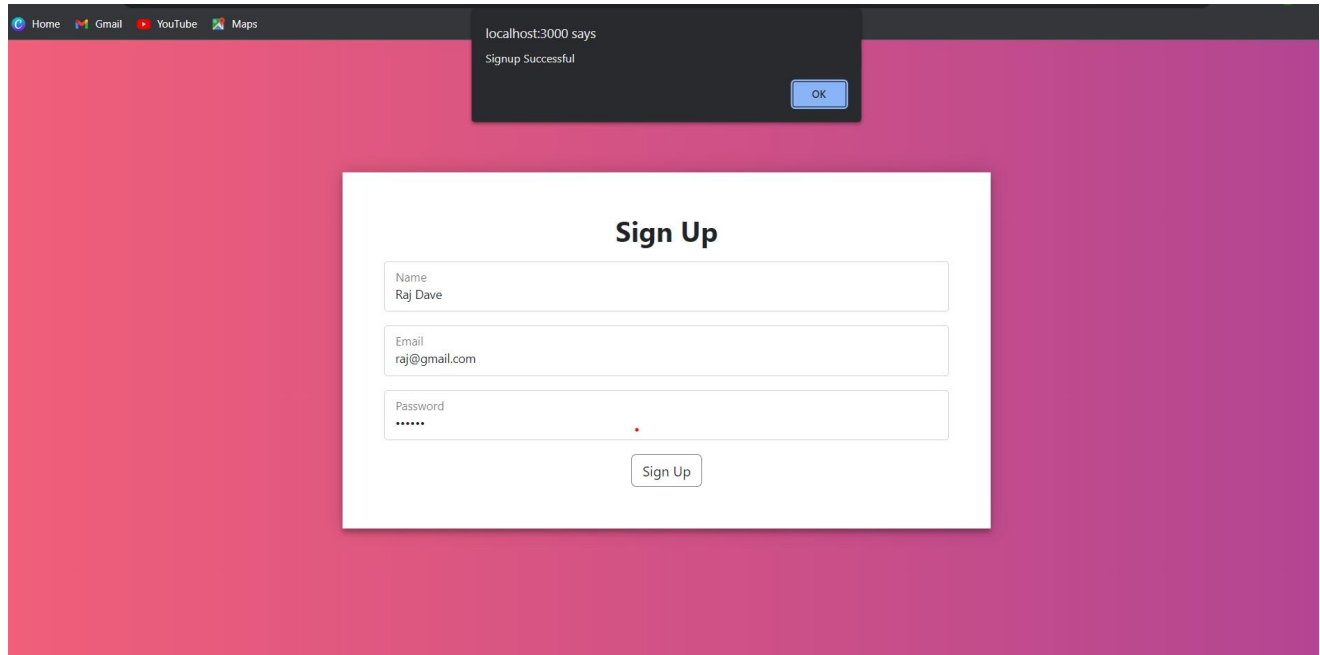 Home Gmail YouTube Maps
localhost:3000 says
Signup Successful
OK
Sign Up
Name
Raj Dave
Email
raj@gmail.com
Password
••••••
Sign Up